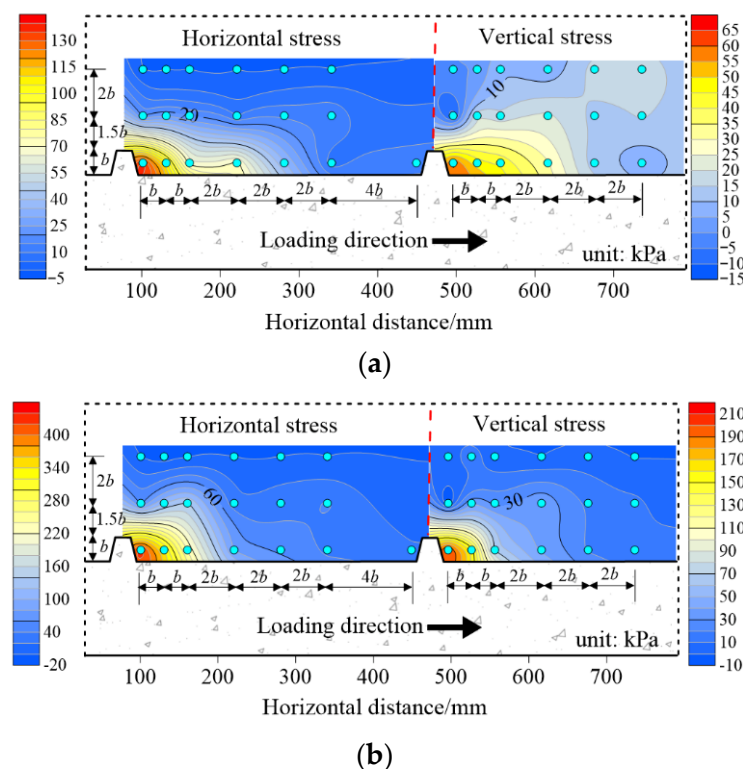 Horizontal stress
Vertical stress
130
115
100
85
70
55
40
25
10
-5
65
60
55
50
45
40
35
30
25
20
15
10
5
0
-5
-10
-15
2b
1.5b
b
20
10
b b 2b 2b 2b 4b
b b 2b 2b 2b
Loading direction
unit: kPa
100 200 300 400 500 600 700
Horizontal distance/mm
(a)
Horizontal stress
Vertical stress
400
340
280
220
160
100
40
-20
210
190
170
150
130
110
90
70
50
30
10
-10
2b
1.5b
b
60
30
b b 2b 2b 2b 4b
b b 2b 2b 2b
Loading direction
unit: kPa
100 200 300 400 500 600 700
Horizontal distance/mm
(b)